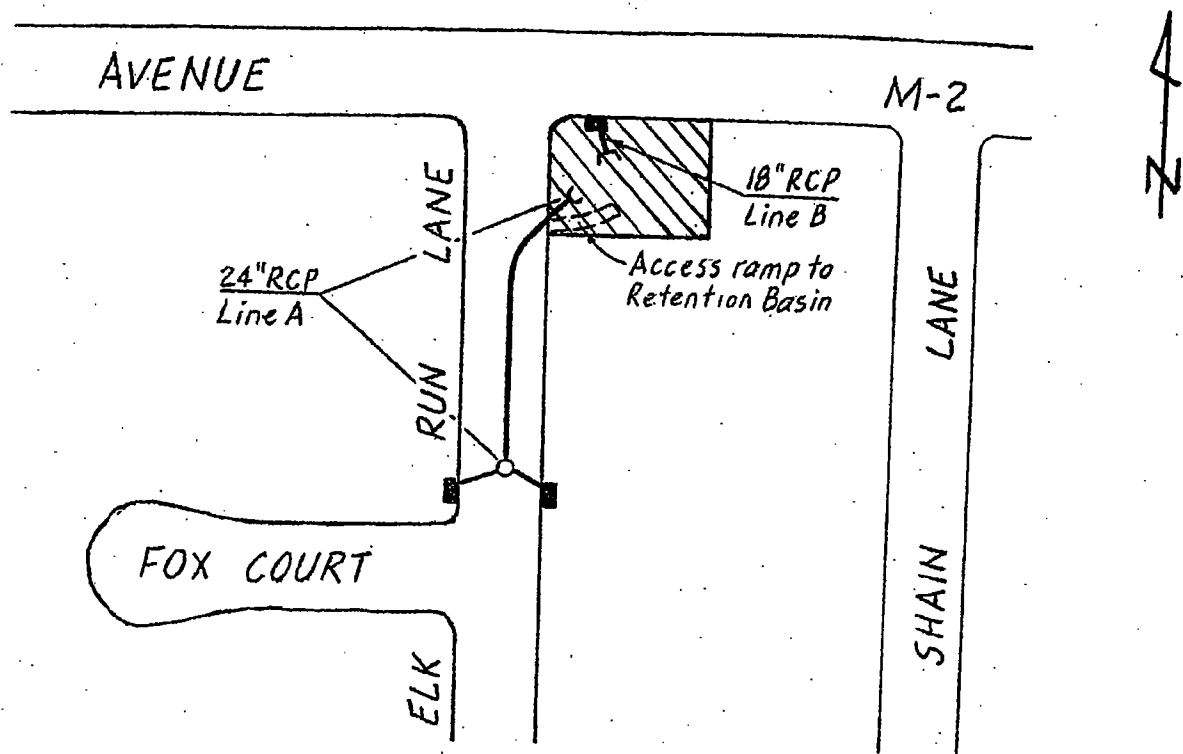 AVENUE
M-2
N
18"RCP
Line B
LANE
24"RCP
Line A
Access ramp to
Retention Basin
RUN
LANE
FOX COURT
SHAIN
ELK